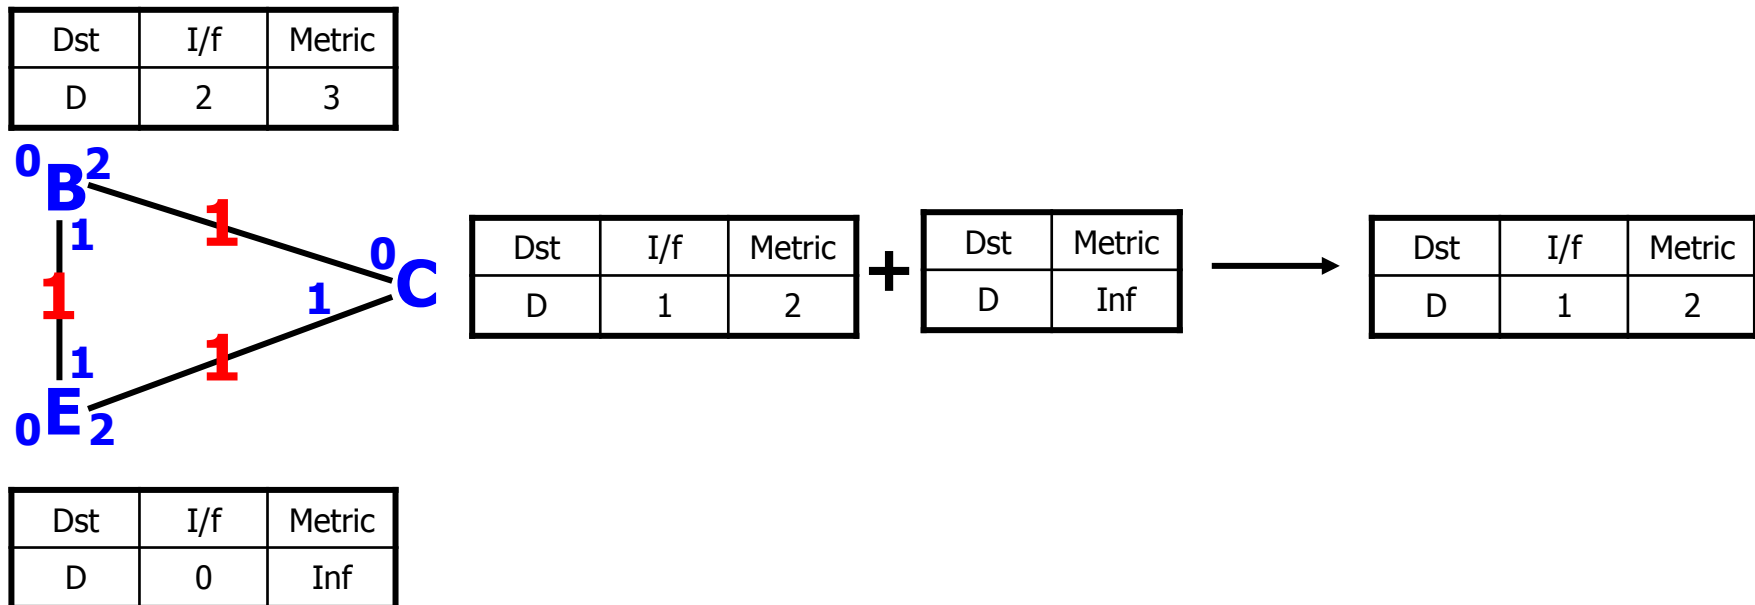 Dst I/f Metric
D 2 3
0 B 2
1
1
0 C
1
1
1
1
0 E 2
Dst I/f Metric
D 1 2
+
Dst Metric
D Inf
Dst I/f Metric
D 1 2
Dst I/f Metric
D 0 Inf